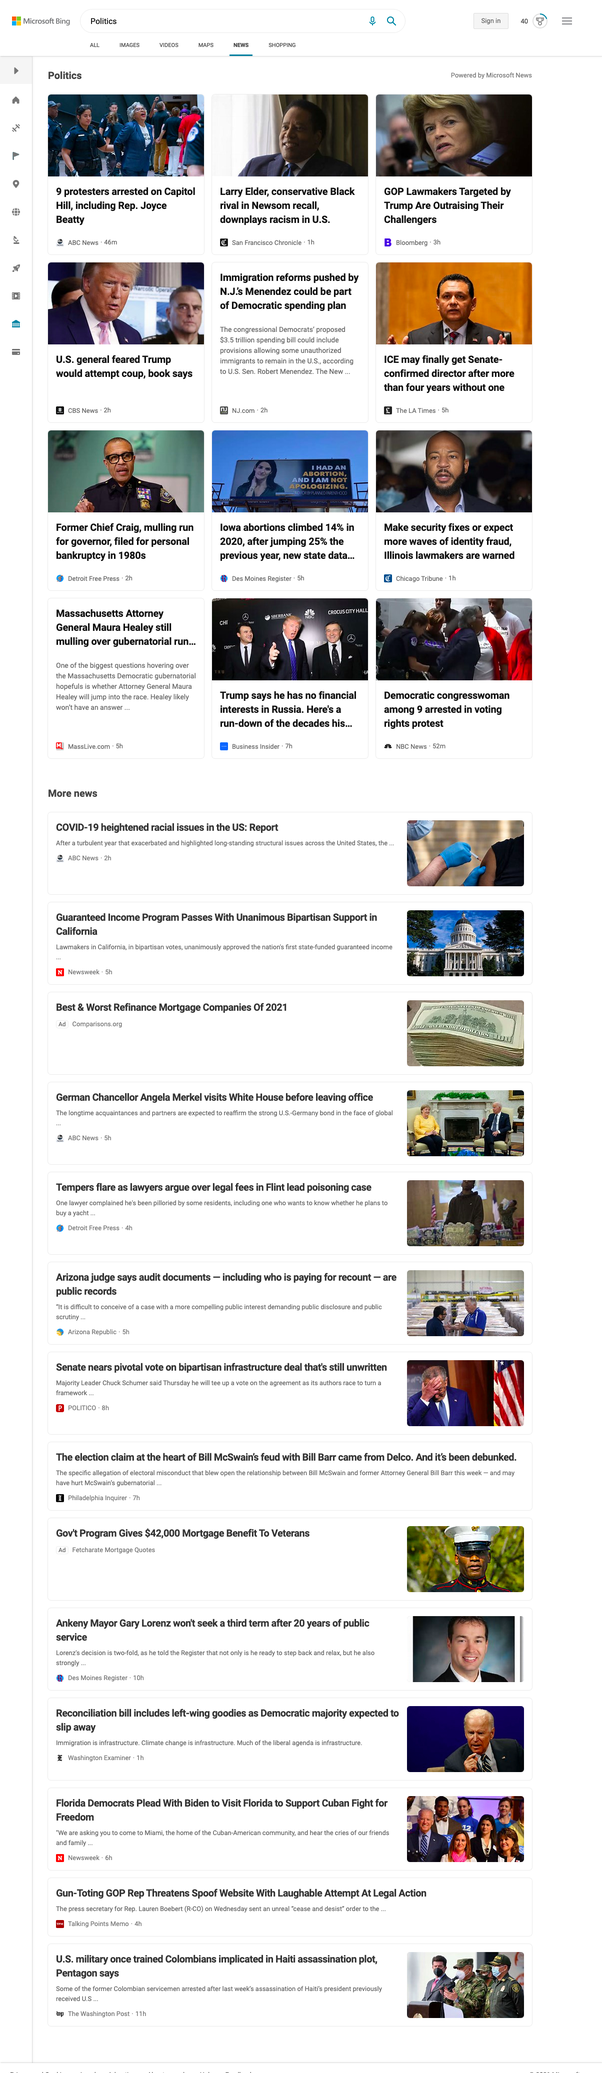 Microsoft Bing
Politics
Sign in
40
ALL IMAGES VIDEOS MAPS NEWS SHOPPING
Politics
Powered by Microsoft News
9 protesters arrested on Capitol
Hill, including Rep. Joyce
Beatty
ABC News · 46m
Larry Elder, conservative Black
rival in Newsom recall,
downplays racism in U.S.
San Francisco Chronicle · 1h
GOP Lawmakers Targeted by
Trump Are Outraising Their
Challengers
Bloomberg · 3h
U.S. general feared Trump
would attempt coup, book says
CBS News · 2h
Immigration reforms pushed by
N.J.'s Menendez could be part
of Democratic spending plan
The congressional Democrats' proposed
$3.5 trillion spending bill could include
provisions allowing some unauthorized
immigrants to remain in the U.S., according
to U.S. Sen. Robert Menendez. The New ...
NJ.com · 2h
ICE may finally get Senate-
confirmed director after more
than four years without one
The LA Times · 5h
Former Chief Craig, mulling run
for governor, filed for personal
bankruptcy in 1980s
Detroit Free Press · 2h
I HAD AN
ABORTION,
AND I AM NOT
APOLOGIZING.
Iowa abortions climbed 14% in
2020, after jumping 25% the
previous year, new state data...
Des Moines Register · 5h
Make security fixes or expect
more waves of identity fraud,
Illinois lawmakers are warned
Chicago Tribune · 1h
Massachusetts Attorney
General Maura Healey still
mulling over gubernatorial run...
One of the biggest questions hovering over
the Massachusetts Democratic gubernatorial
hopefuls is whether Attorney General Maura
Healey will jump into the race. Healey likely
won't have an answer ...
MassLive.com · 5h
CROCUS CITY HALL
Trump says he has no financial
interests in Russia. Here's a
run-down of the decades his...
Business Insider · 7h
Democratic congresswoman
among 9 arrested in voting
rights protest
NBC News · 52m
More news
COVID-19 heightened racial issues in the US: Report
After a turbulent year that exacerbated and highlighted long-standing structural issues across the United States, the ...
ABC News · 2h
Guaranteed Income Program Passes With Unanimous Bipartisan Support in
California
Lawmakers in California, in bipartisan votes, unanimously approved the nation's first state-funded guaranteed income
...
Newsweek · 5h
Best & Worst Refinance Mortgage Companies Of 2021
Ad Comparisons.org
German Chancellor Angela Merkel visits White House before leaving office
The longtime acquaintances and partners are expected to reaffirm the strong U.S.-Germany bond in the face of global
...
ABC News · 5h
Tempers flare as lawyers argue over legal fees in Flint lead poisoning case
One lawyer complained he's been pilloried by some residents, including one who wants to know whether he plans to
buy a yacht ...
Detroit Free Press · 4h
Arizona judge says audit documents — including who is paying for recount — are
public records
"It is difficult to conceive of a case with a more compelling public interest demanding public disclosure and public
scrutiny ...
Arizona Republic · 5h
Senate nears pivotal vote on bipartisan infrastructure deal that's still unwritten
Majority Leader Chuck Schumer said Thursday he will tee up a vote on the agreement as its authors race to turn a
framework ...
POLITICO · 8h
The election claim at the heart of Bill McSwain's feud with Bill Barr came from Delco. And it's been debunked.
The specific allegation of electoral misconduct that blew open the relationship between Bill McSwain and former Attorney General Bill Barr this week — and may
have hurt McSwain's gubernatorial ...
Philadelphia Inquirer · 7h
Gov't Program Gives $42,000 Mortgage Benefit To Veterans
Ad Fetcharate Mortgage Quotes
Ankeny Mayor Gary Lorenz won't seek a third term after 20 years of public
service
Lorenz's decision is two-fold, as he told the Register that not only is he ready to step back and relax, but he also
strongly ...
Des Moines Register · 10h
Reconciliation bill includes left-wing goodies as Democratic majority expected to
slip away
Immigration is infrastructure. Climate change is infrastructure. Much of the liberal agenda is infrastructure.
Washington Examiner · 1h
Florida Democrats Plead With Biden to Visit Florida to Support Cuban Fight for
Freedom
"We are asking you to come to Miami, the home of the Cuban-American community, and hear the cries of our friends
and family ...
Newsweek · 6h
Gun-Toting GOP Rep Threatens Spoof Website With Laughable Attempt At Legal Action
The press secretary for Rep. Lauren Boebert (R-CO) on Wednesday sent an unreal "cease and desist" order to the ...
Talking Points Memo · 4h
U.S. military once trained Colombians implicated in Haiti assassination plot,
Pentagon says
Some of the former Colombian servicemen arrested after last week's assassination of Haiti's president previously
received U.S ...
The Washington Post · 11h